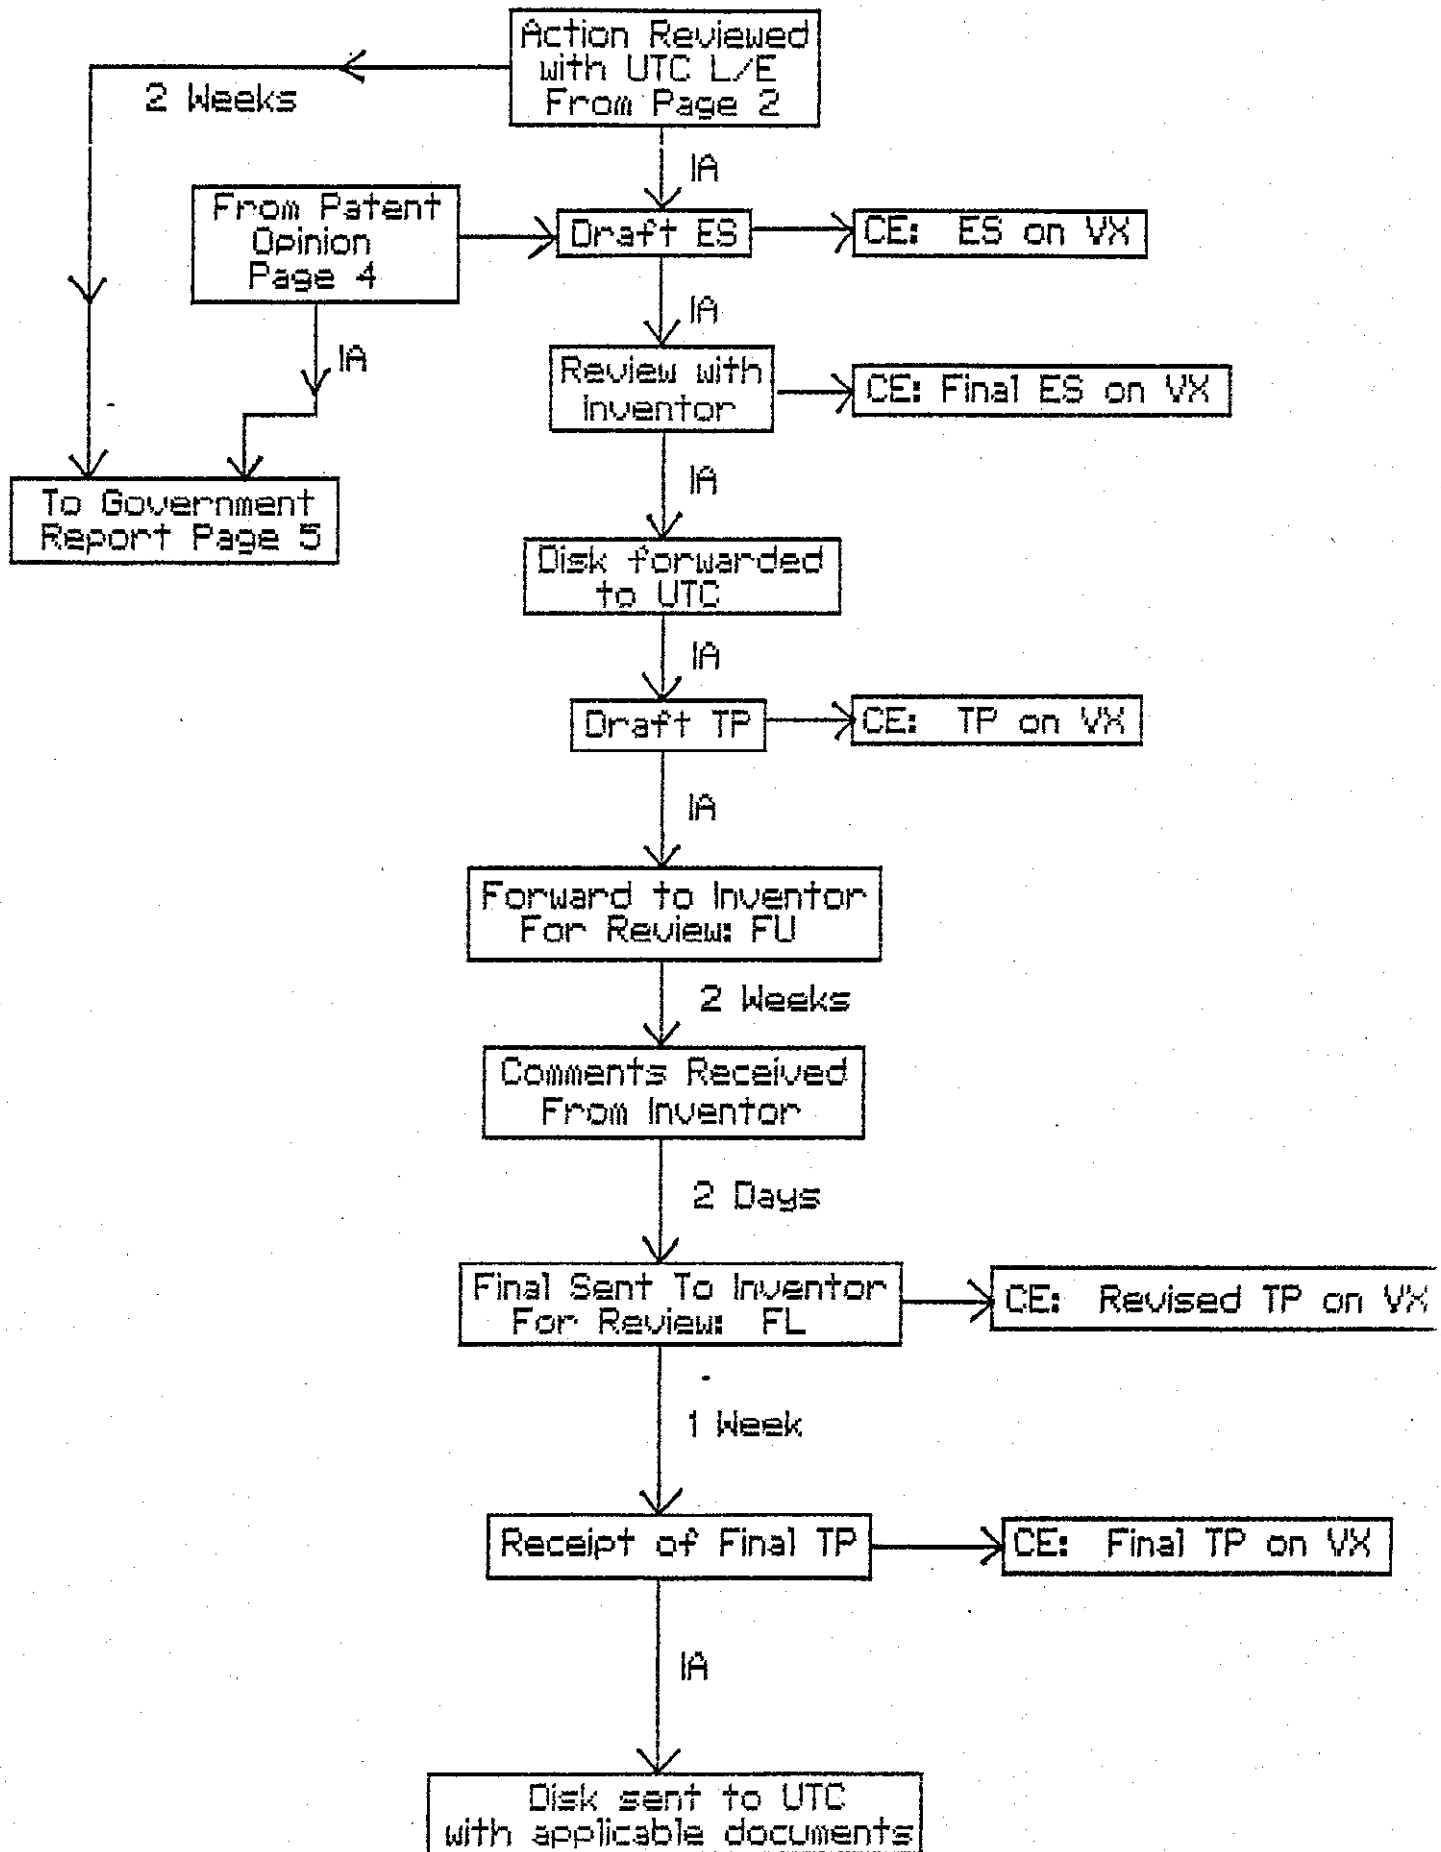 Action Reviewed
with UTC L/E
From Page 2
2 Weeks
IA
From Patent
Opinion
Page 4
Draft ES
CE: ES on VX
IA
IA
Review with
inventor
CE: Final ES on VX
IA
To Government
Report Page 5
Disk forwarded
to UTC
IA
Draft TP
CE: TP on VX
IA
Forward to Inventor
For Review: FU
2 Weeks
Comments Received
From Inventor
2 Days
Final Sent To Inventor
For Review: FL
CE: Revised TP on VX
1 Week
Receipt of Final TP
CE: Final TP on VX
IA
Disk sent to UTC
with applicable documents